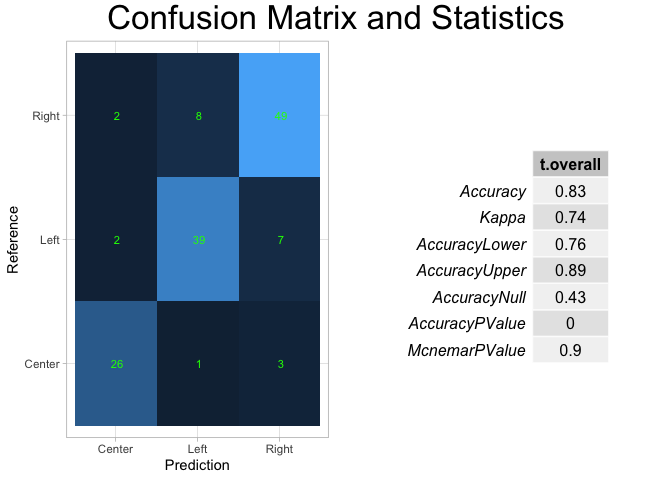 Confusion Matrix and Statistics
Reference
Right
2 8
Left
2 39 7
Center
26 1 3
Center Left Right
Prediction
t.overall
Accuracy 0.83
Kappa 0.74
AccuracyLower 0.76
AccuracyUpper 0.89
AccuracyNull 0.43
AccuracyPValue 0
McnemarPValue 0.9